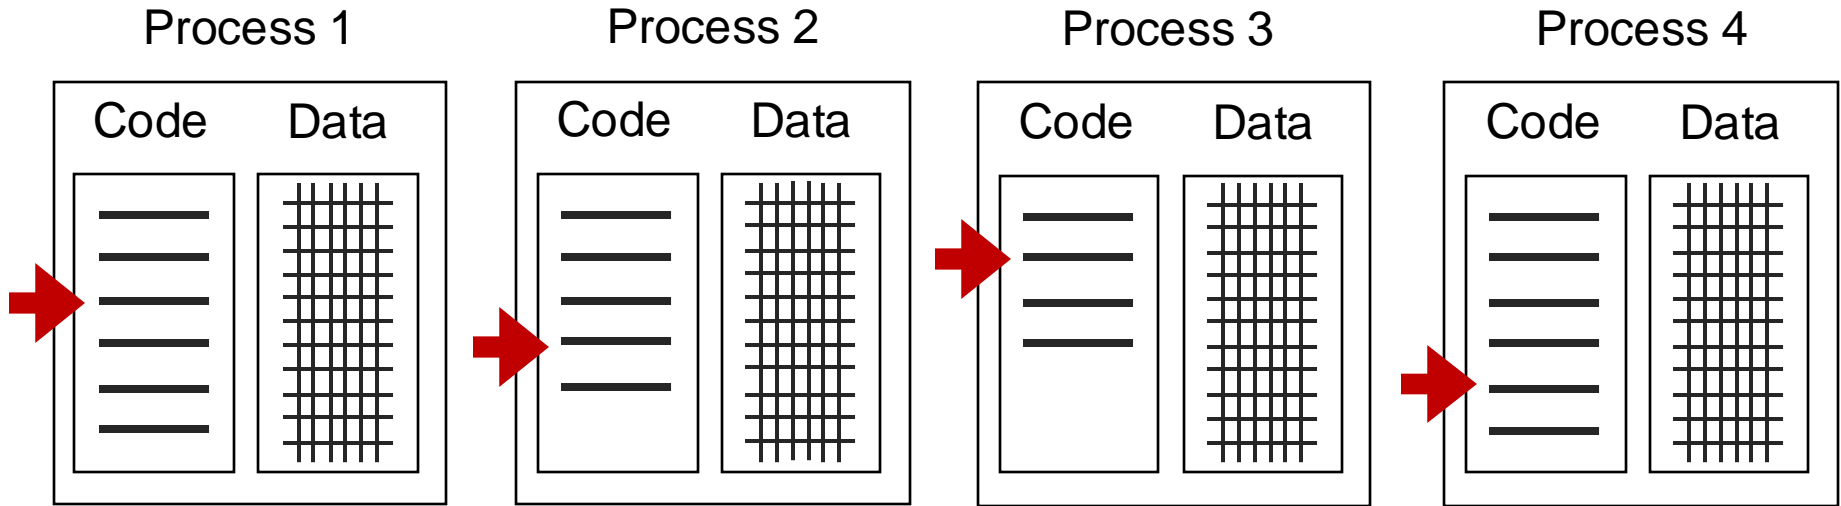 Process 1
Process 2
Process 3
Process 4
Code Data
Code Data
Code Data
Code Data